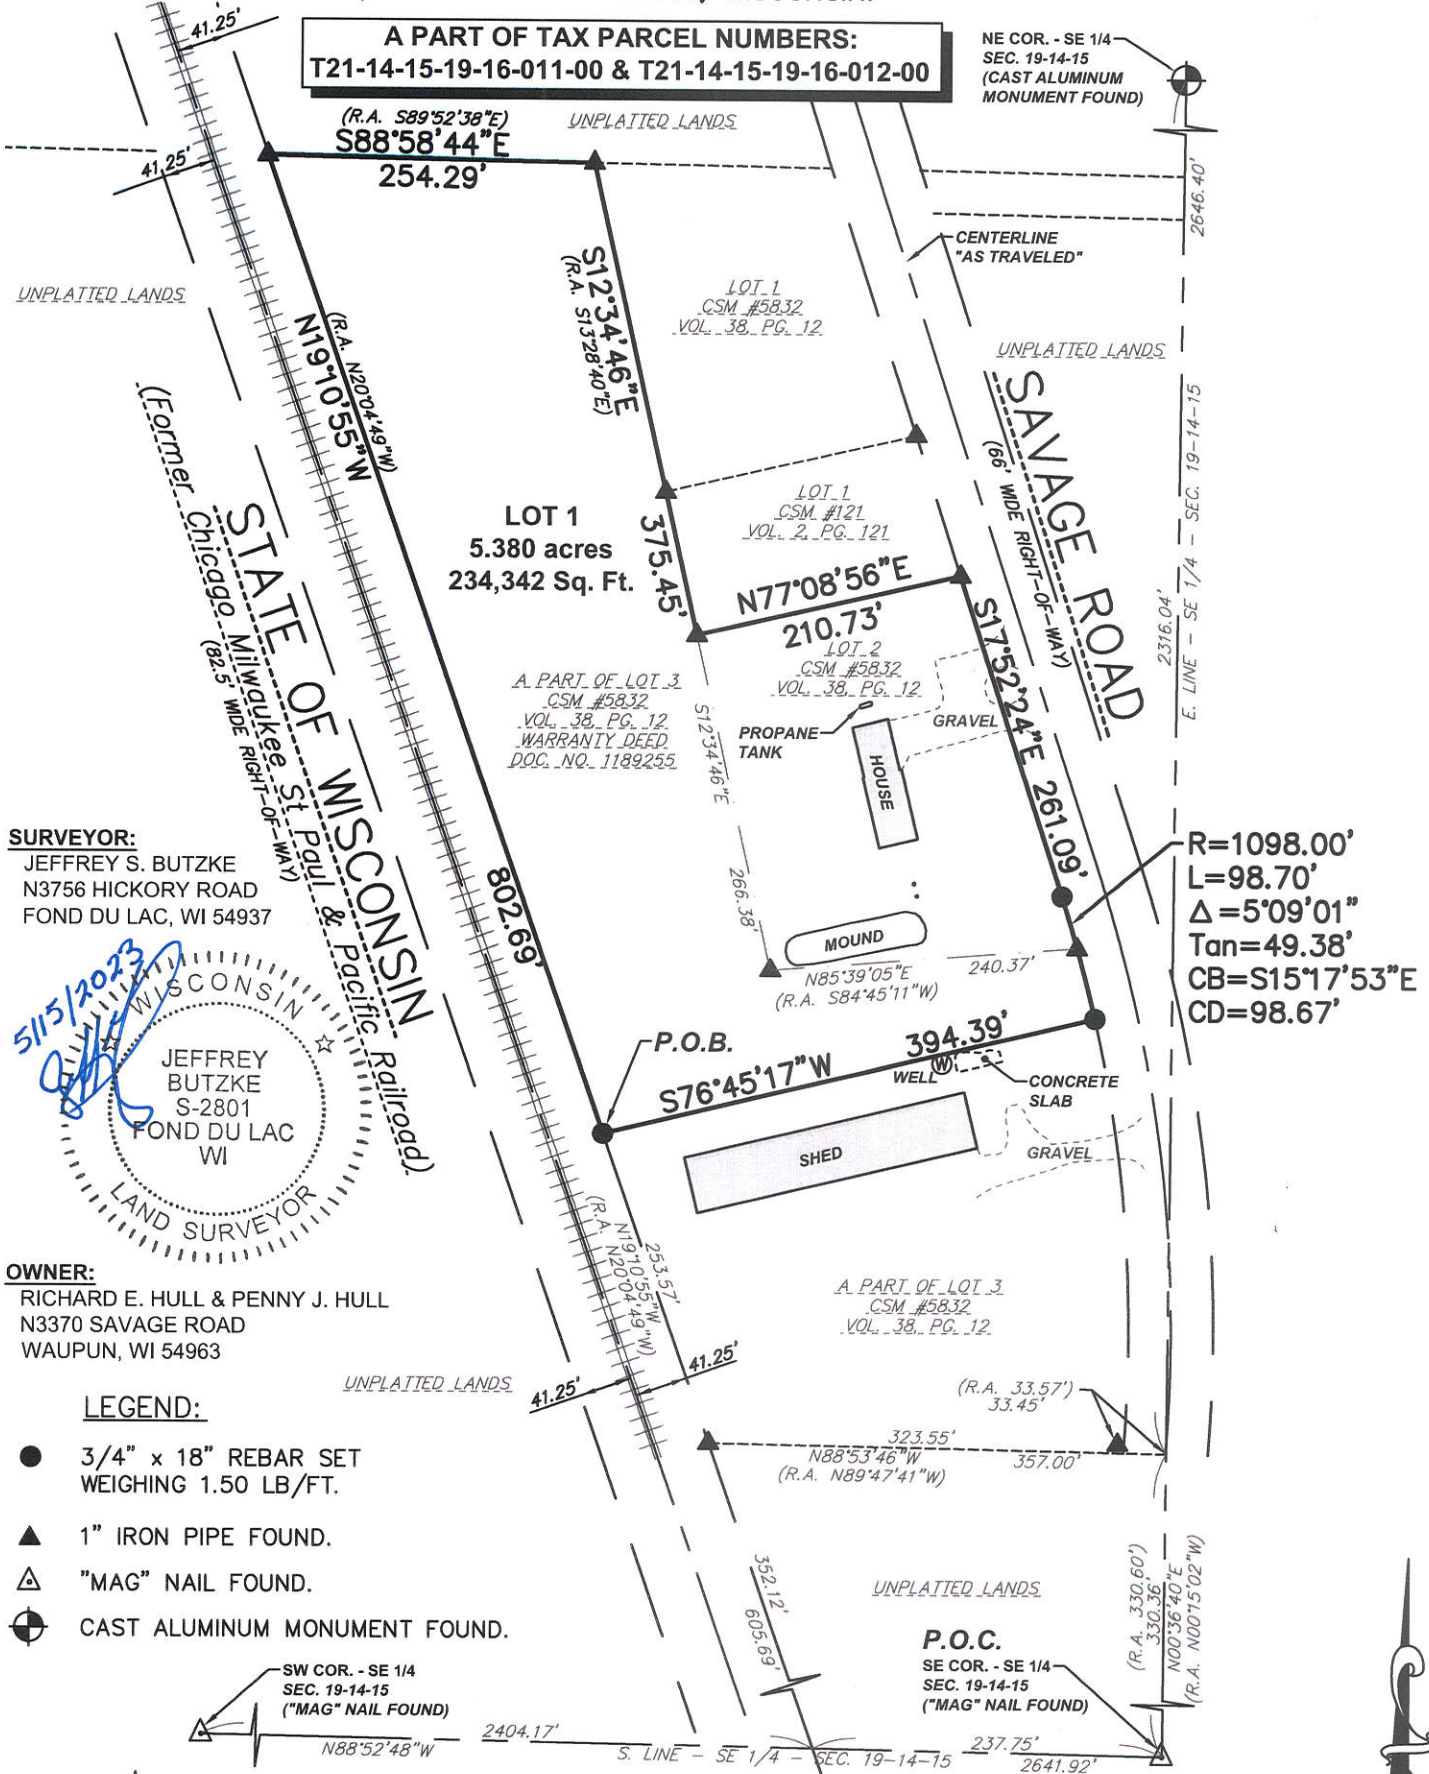 A PART OF TAX PARCEL NUMBERS:
T21-14-15-19-16-011-00 & T21-14-15-19-16-012-00
NE COR. - SE 1/4
SEC. 19-14-15
(CAST ALUMINUM
MONUMENT FOUND)
41.25'
(R.A. S89°52'38"E)
S88°58'44"E
254.29'
UNPLATTED LANDS
41.25'
2646.40'
CENTERLINE
"AS TRAVELED"
UNPLATTED LANDS
S12°34'46"E
(R.A. S13°28'40"E)
375.45'
LOT 1
CSM #5832
VOL. 38, PG. 12
UNPLATTED LANDS
(R.A. N20°04'49"W)
N19°10'55"W
802.69'
SAVAGE ROAD
(66' WIDE RIGHT-OF-WAY)
E. LINE - SE 1/4 - SEC. 19-14-15
2316.04'
STATE OF WISCONSIN
(Former Chicago Milwaukee St Paul & Pacific Railroad)
(82.5' WIDE RIGHT-OF-WAY)
LOT 1
5.380 acres
234,342 Sq. Ft.
LOT 1
CSM #121
VOL. 2, PG. 121
N77°08'56"E
210.73'
S17°52'24"E 261.09'
LOT 2
CSM #5832
VOL. 38, PG. 12
A PART OF LOT 3
CSM #5832
VOL. 38, PG. 12
WARRANTY DEED
DOC. NO. 1189255
S12°34'46"E
266.38'
PROPANE
TANK
GRAVEL
HOUSE
MOUND
N85°39'05"E
240.37'
(R.A. S84°45'11"W)
R=1098.00'
L=98.70'
Δ=5°09'01"
Tan=49.38'
CB=S15°17'53"E
CD=98.67'
SURVEYOR:
JEFFREY S. BUTZKE
N3756 HICKORY ROAD
FOND DU LAC, WI 54937
5/15/2023
WISCONSIN
JEFFREY
BUTZKE
S-2801
FOND DU LAC
WI
LAND SURVEYOR
P.O.B.
394.39'
S76°45'17"W
WELL
W
CONCRETE
SLAB
SHED
GRAVEL
253.57'
N19°10'55"W
(R.A. N20°04'49"W)
OWNER:
RICHARD E. HULL & PENNY J. HULL
N3370 SAVAGE ROAD
WAUPUN, WI 54963
A PART OF LOT 3
CSM #5832
VOL. 38, PG. 12
UNPLATTED LANDS
41.25'
41.25'
(R.A. 33.57')
33.45'
323.55'
N88°53'46"W
357.00'
(R.A. N89°47'41"W)
LEGEND:
3/4" x 18" REBAR SET
WEIGHING 1.50 LB/FT.
1" IRON PIPE FOUND.
"MAG" NAIL FOUND.
CAST ALUMINUM MONUMENT FOUND.
352.12'
605.69'
UNPLATTED LANDS
(R.A. 330.60')
330.36'
N00°36'40"E
(R.A. N00°15'02"W)
P.O.C.
SE COR. - SE 1/4
SEC. 19-14-15
("MAG" NAIL FOUND)
SW COR. - SE 1/4
SEC. 19-14-15
("MAG" NAIL FOUND)
2404.17'
N88°52'48"W
S. LINE - SE 1/4 - SEC. 19-14-15
237.75'
2641.92'